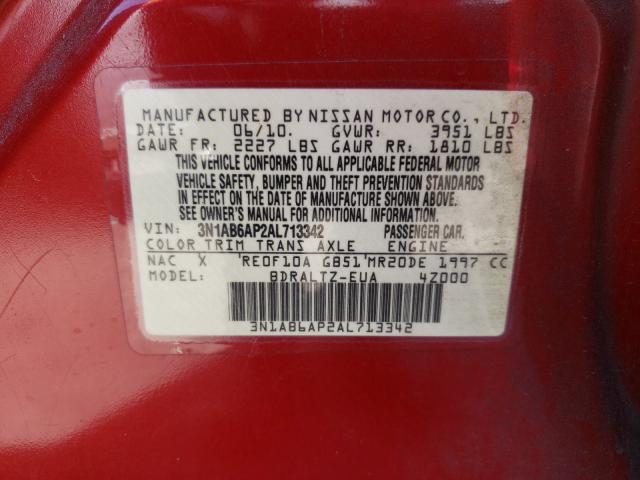 MANUFACTURED BY NISSAN MOTOR CO., LTD.
DATE: 06/10. GVWR: 3951 LBS
GAWR FR: 2227 LBS GAWR RR: 1810 LBS
THIS VEHICLE CONFORMS TO ALL APPLICABLE FEDERAL MOTOR
VEHICLE SAFETY, BUMPER AND THEFT PREVENTION STANDARDS
IN EFFECT ON THE DATE OF MANUFACTURE SHOWN ABOVE.
SEE OWNER'S MANUAL FOR ADDITIONAL INFORMATION.
VIN: 3N1AB6AP2AL713342 PASSENGER CAR.
COLOR TRIM TRANS AXLE ENGINE
NAC X 'RE0F10A GB51'MR20DE 1997 CC
MODEL: BDRALTZ-EUA 4Z000
3N1AB6AP2AL713342